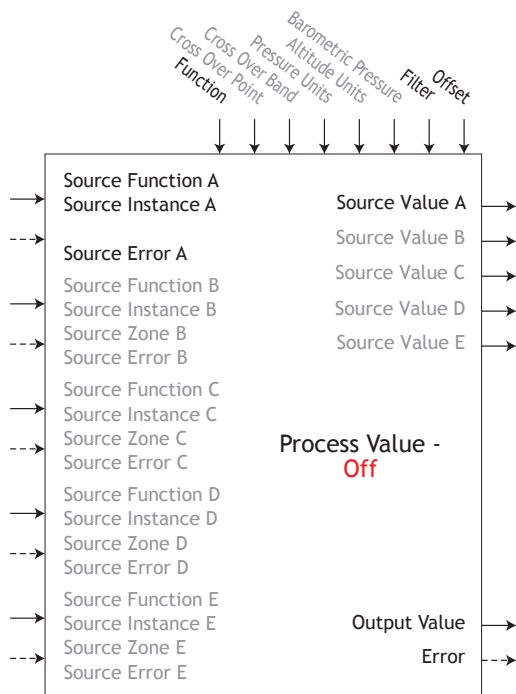 Function
Cross Over Point
Cross Over Band
Pressure Units
Altitude Units
Barometric Pressure
Filter
Offset
Source Function A
Source Instance A
Source Error A
Source Function B
Source Instance B
Source Zone B
Source Error B
Source Function C
Source Instance C
Source Zone C
Source Error C
Source Function D
Source Instance D
Source Zone D
Source Error D
Source Function E
Source Instance E
Source Zone E
Source Error E
Source Value A
Source Value B
Source Value C
Source Value D
Source Value E
Process Value -
Off
Output Value
Error